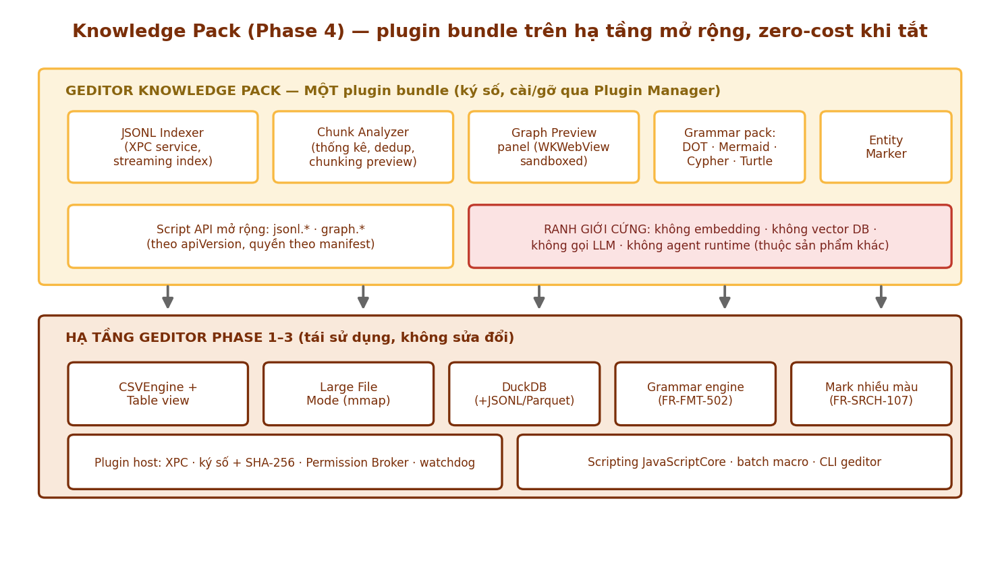 Knowledge Pack (Phase 4) — plugin bundle trên hạ tầng mở rộng, zero-cost khi tắt
GEDITOR KNOWLEDGE PACK — MỘT plugin bundle (ký số, cài/gỡ qua Plugin Manager)
JSONL Indexer
(XPC service,
streaming index)
Chunk Analyzer
(thống kê, dedup,
chunking preview)
Graph Preview
panel (WKWebView
sandboxed)
Grammar pack:
DOT · Mermaid ·
Cypher · Turtle
Entity
Marker
Script API mở rộng: jsonl.* · graph.*
(theo apiVersion, quyền theo manifest)
RANH GIỚI CỨNG: không embedding · không vector DB ·
không gọi LLM · không agent runtime (thuộc sản phẩm khác)
HẠ TẦNG GEDITOR PHASE 1–3 (tái sử dụng, không sửa đổi)
CSVEngine +
Table view
Large File
Mode (mmap)
DuckDB
(+JSONL/Parquet)
Grammar engine
(FR-FMT-502)
Mark nhiều màu
(FR-SRCH-107)
Plugin host: XPC · ký số + SHA-256 · Permission Broker · watchdog
Scripting JavaScriptCore · batch macro · CLI geditor